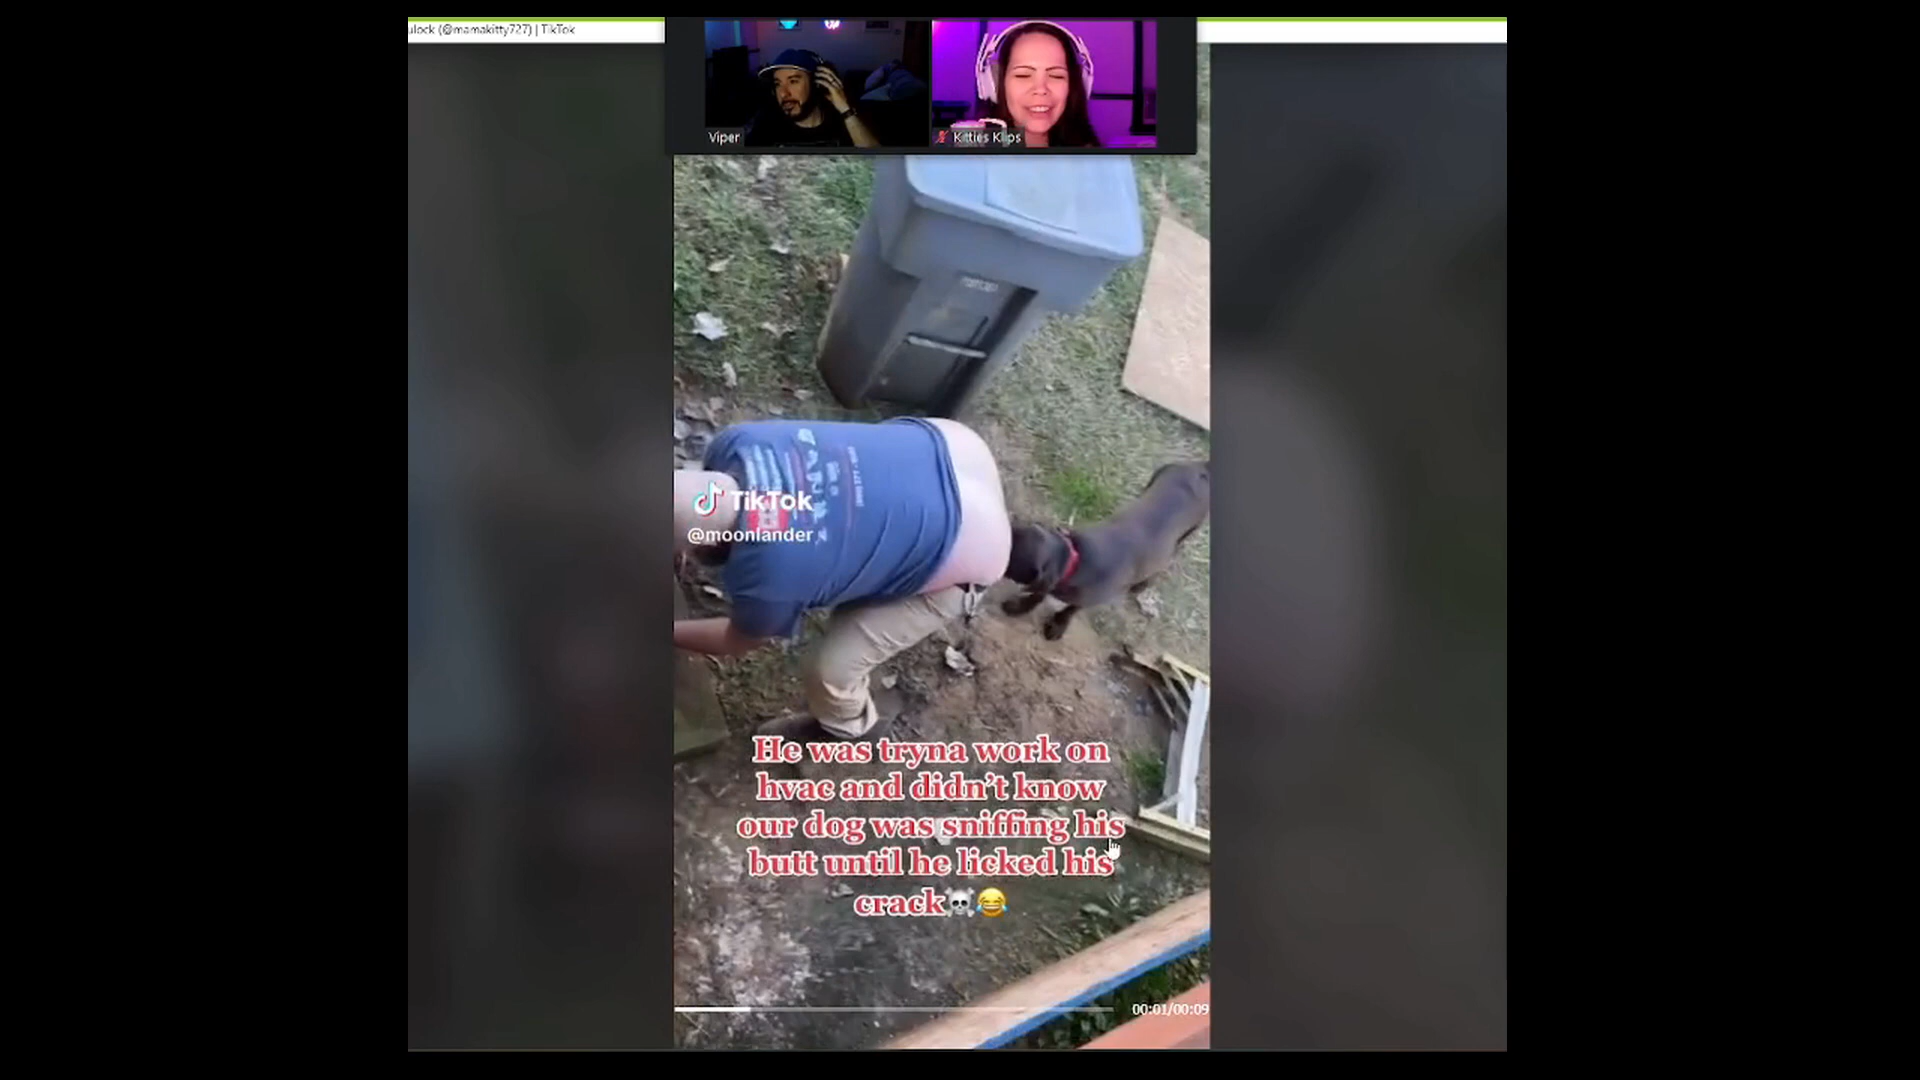 ulock (@mamakitty727) | TikTok
Viper
Kitties Klips
TikTok
@moonlander
He was tryna work on
hvac and didn't know
our dog was sniffing his
butt until he licked his
crack☠️😂
00:01/00:09